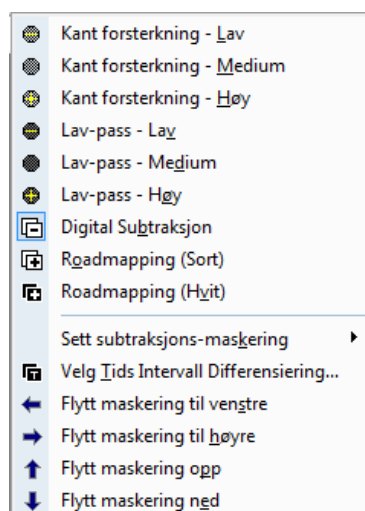 Kant forsterkning - Lav
Kant forsterkning - Medium
Kant forsterkning - Høy
Lav-pass - Lav
Lav-pass - Medium
Lav-pass - Høy
Digital Subtraksjon
Roadmapping (Sort)
Roadmapping (Hvit)
Sett subtraksjons-maskering
Velg Tids Intervall Differensiering...
Flytt maskering til venstre
Flytt maskering til høyre
Flytt maskering opp
Flytt maskering ned